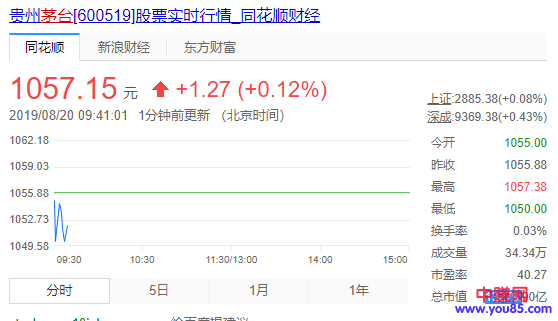 贵州茅台[600519]股票实时行情_同花顺财经
同花顺 新浪财经 东方财富
1057.15 元 +1.27 (+0.12%)
2019/08/20 09:41:01 1分钟前更新 (北京时间)
上证:2885.38(+0.08%)
深成:9369.38(+0.43%)
1062.18
1059.03
1055.88
1052.73
1049.58
09:30 10:30 11:30/13:00 14:00 15:00
今开 1055.00
昨收 1055.88
最高 1057.38
最低 1050.00
换手率 0.03%
成交量 34.34万
市盈率 40.27
总市值 亿
分时 5日 1月 1年
中赚网
www.you85.com